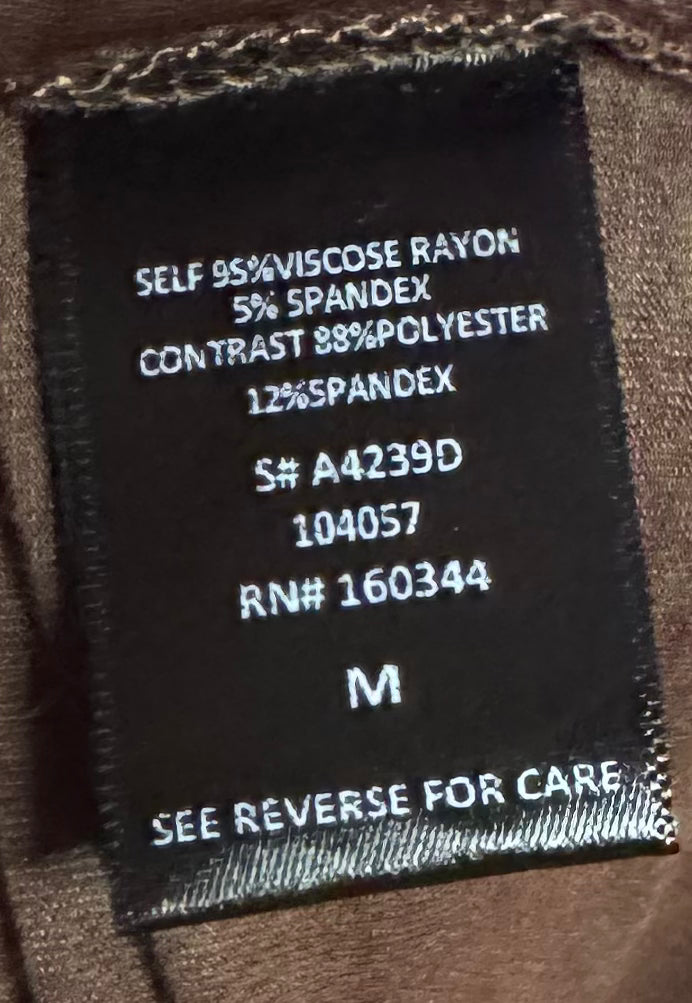 SELF 95%VISCOSE RAYON
5% SPANDEX
CONTRAST 88%POLYESTER
12%SPANDEX
S# A4239D
104057
RN# 160344
M
SEE REVERSE FOR CARE